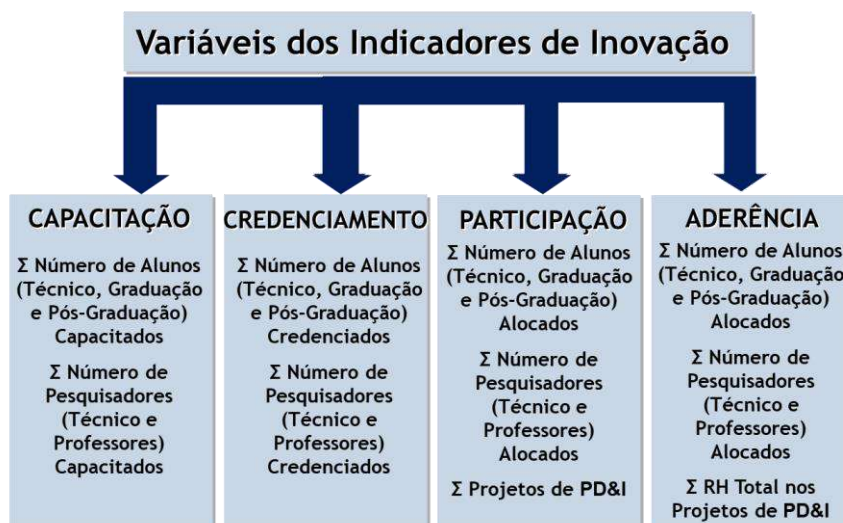 Variáveis dos Indicadores de Inovação
CAPACITAÇÃO
Σ Número de Alunos
(Técnico, Graduação
e Pós-Graduação)
Capacitados
Σ Número de
Pesquisadores
(Técnico e
Professores)
Capacitados
CREDENCIAMENTO
Σ Número de Alunos
(Técnico, Graduação
e Pós-Graduação)
Credenciados
Σ Número de
Pesquisadores
(Técnico e
Professores)
Credenciados
PARTICIPAÇÃO
Σ Número de Alunos
(Técnico, Graduação
e Pós-Graduação)
Alocados
Σ Número de
Pesquisadores
(Técnico e
Professores)
Alocados
Σ Projetos de PD&I
ADERÊNCIA
Σ Número de Alunos
(Técnico, Graduação
e Pós-Graduação)
Alocados
Σ Número de
Pesquisadores
(Técnico e
Professores)
Alocados
Σ RH Total nos
Projetos de PD&I